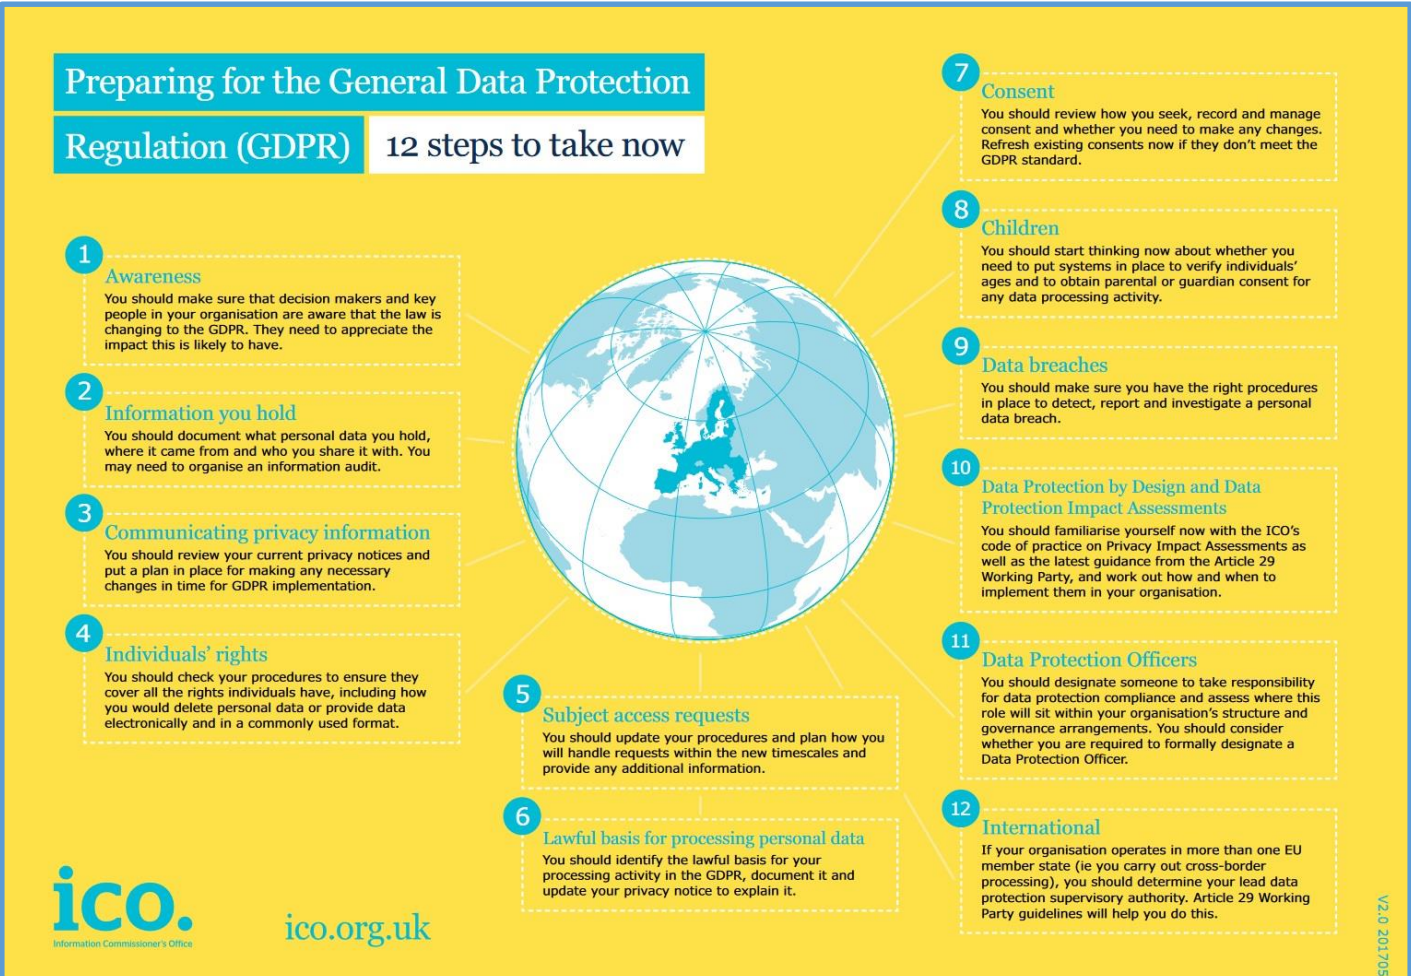 Preparing for the General Data Protection
Regulation (GDPR)
12 steps to take now
1
Awareness
You should make sure that decision makers and key
people in your organisation are aware that the law is
changing to the GDPR. They need to appreciate the
impact this is likely to have.
2
Information you hold
You should document what personal data you hold,
where it came from and who you share it with. You
may need to organise an information audit.
3
Communicating privacy information
You should review your current privacy notices and
put a plan in place for making any necessary
changes in time for GDPR implementation.
4
Individuals’ rights
You should check your procedures to ensure they
cover all the rights individuals have, including how
you would delete personal data or provide data
electronically and in a commonly used format.
5
Subject access requests
You should update your procedures and plan how you
will handle requests within the new timescales and
provide any additional information.
6
Lawful basis for processing personal data
You should identify the lawful basis for your
processing activity in the GDPR, document it and
update your privacy notice to explain it.
7
Consent
You should review how you seek, record and manage
consent and whether you need to make any changes.
Refresh existing consents now if they don’t meet the
GDPR standard.
8
Children
You should start thinking now about whether you
need to put systems in place to verify individuals’
ages and to obtain parental or guardian consent for
any data processing activity.
9
Data breaches
You should make sure you have the right procedures
in place to detect, report and investigate a personal
data breach.
10
Data Protection by Design and Data
Protection Impact Assessments
You should familiarise yourself now with the ICO’s
code of practice on Privacy Impact Assessments as
well as the latest guidance from the Article 29
Working Party, and work out how and when to
implement them in your organisation.
11
Data Protection Officers
You should designate someone to take responsibility
for data protection compliance and assess where this
role will sit within your organisation’s structure and
governance arrangements. You should consider
whether you are required to formally designate a
Data Protection Officer.
12
International
If your organisation operates in more than one EU
member state (ie you carry out cross-border
processing), you should determine your lead data
protection supervisory authority. Article 29 Working
Party guidelines will help you do this.
ico.
Information Commissioner’s Office
ico.org.uk
V2.0 201705